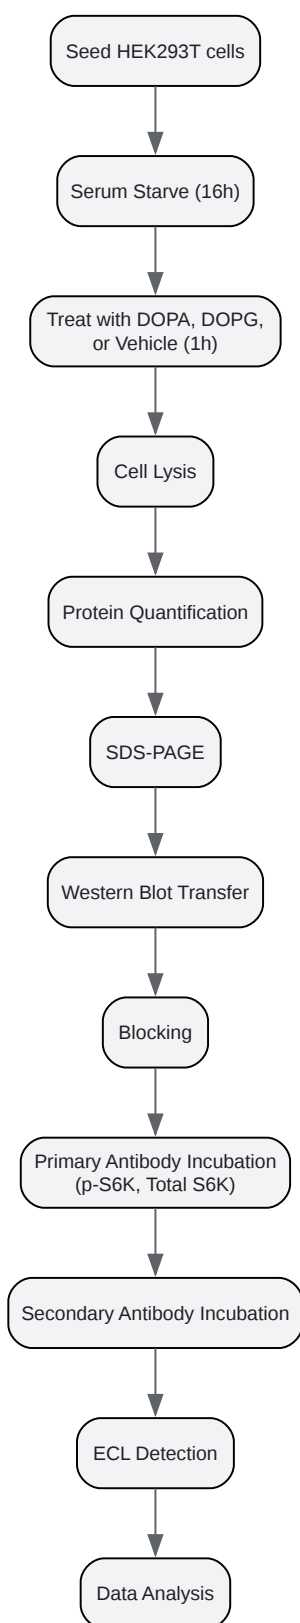 Seed HEK293T cells
Serum Starve (16h)
Treat with DOPA, DOPG,
or Vehicle (1h)
Cell Lysis
Protein Quantification
SDS-PAGE
Western Blot Transfer
Blocking
Primary Antibody Incubation
(p-S6K, Total S6K)
Secondary Antibody Incubation
ECL Detection
Data Analysis